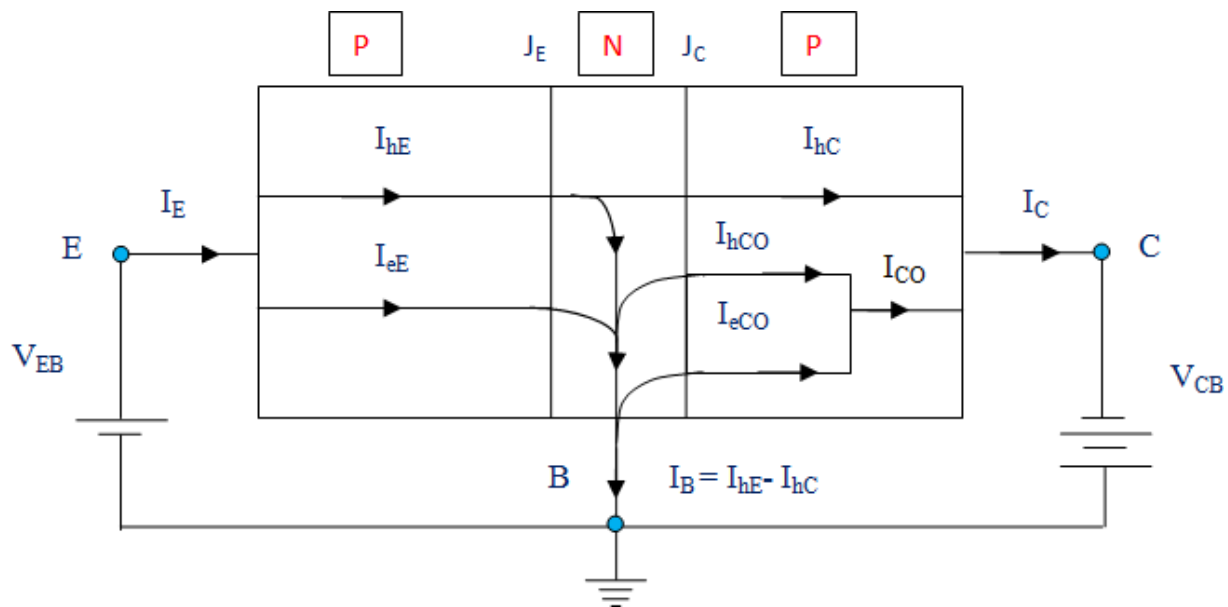 P J_E N J_C P
I_hE I_hC
I_E I_C
I_hCO
E I_eE I_CO C
I_eCO
V_EB V_CB
B I_B = I_hE- I_hC